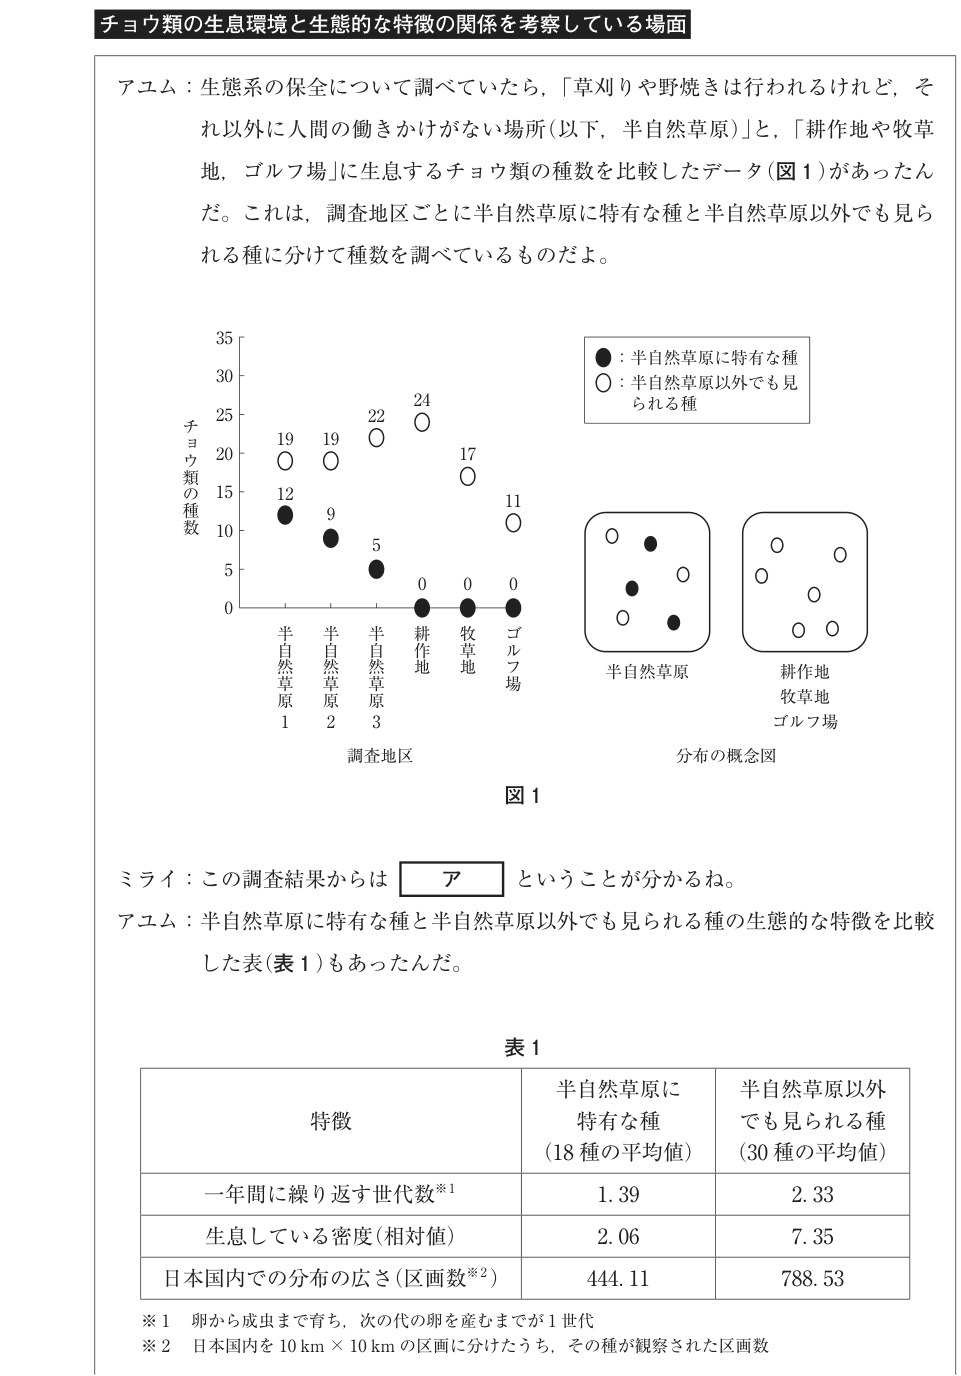 チョウ類の生息環境と生態的な特徴の関係を考察している場面
アユム：生態系の保全について調べていたら，「草刈りや野焼きは行われるけれど，そ
れ以外に人間の働きかけがない場所(以下，半自然草原)」と，「耕作地や牧草
地，ゴルフ場」に生息するチョウ類の種数を比較したデータ(図1)があったん
だ。これは，調査地区ごとに半自然草原に特有な種と半自然草原以外でも見ら
れる種に分けて種数を調べているものだよ。
チョウ類の種数
35
30
25
20
15
10
5
0
19
19
22
24
17
11
12
9
5
0
0
0
半自然草原1
半自然草原2
半自然草原3
耕作地
牧草地
ゴルフ場
調査地区
：半自然草原に特有な種
：半自然草原以外でも見
られる種
半自然草原
耕作地
牧草地
ゴルフ場
分布の概念図
図1
ミライ：この調査結果からは ア ということが分かるね。
アユム：半自然草原に特有な種と半自然草原以外でも見られる種の生態的な特徴を比較
した表(表1)もあったんだ。
表1
特徴
半自然草原に
特有な種
(18種の平均値)
半自然草原以外
でも見られる種
(30種の平均値)
一年間に繰り返す世代数※1
1.39
2.33
生息している密度(相対値)
2.06
7.35
日本国内での分布の広さ(区画数※2)
444.11
788.53
※1 卵から成虫まで育ち，次の代の卵を産むまでが1世代
※2 日本国内を10 km × 10 kmの区画に分けたうち，その種が観察された区画数